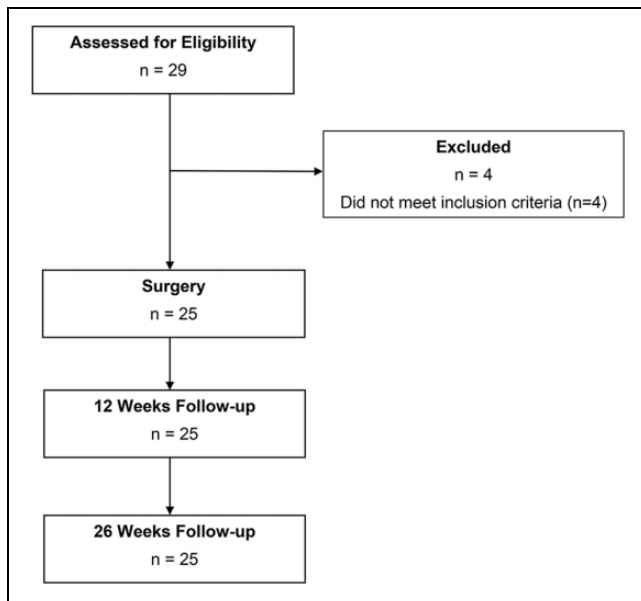 Assessed for Eligibility
n = 29
Excluded
n = 4
Did not meet inclusion criteria (n=4)
Surgery
n = 25
12 Weeks Follow-up
n = 25
26 Weeks Follow-up
n = 25